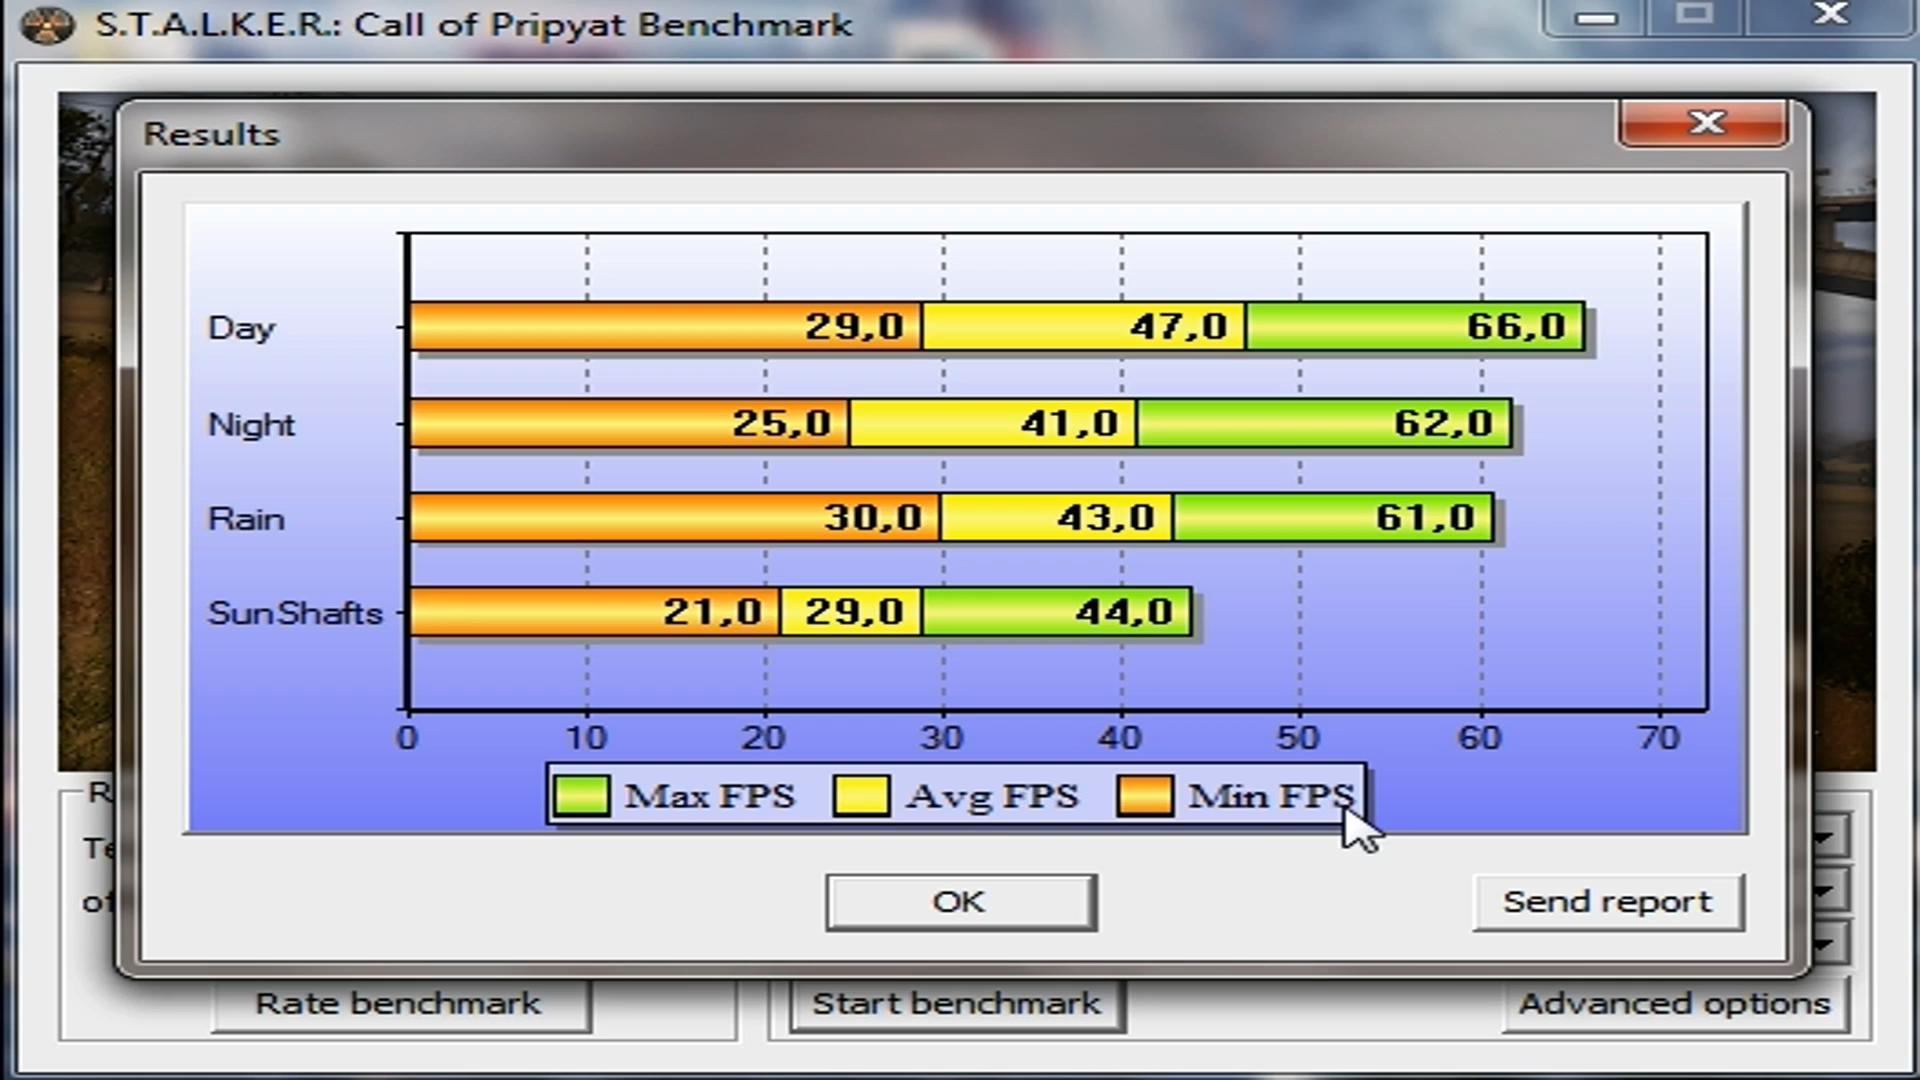 S.T.A.L.K.E.R.: Call of Pripyat Benchmark
Results
Day 29,0 47,0 66,0
Night 25,0 41,0 62,0
Rain 30,0 43,0 61,0
SunShafts 21,0 29,0 44,0
0 10 20 30 40 50 60 70
Max FPS Avg FPS Min FPS
OK Send report
Rate benchmark Start benchmark Advanced options